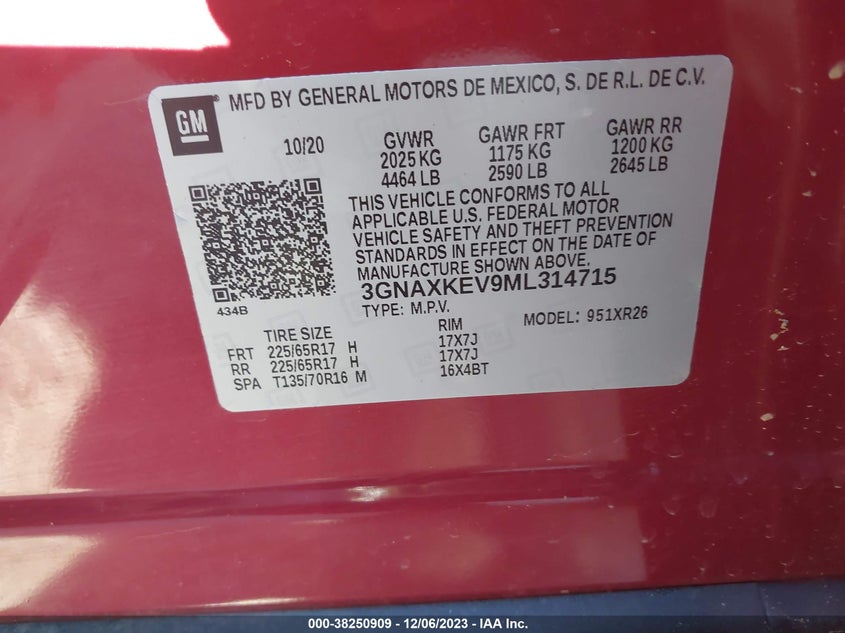 GM
MFD BY GENERAL MOTORS DE MEXICO, S. DE R.L. DE C.V.
10/20 GVWR GAWR FRT GAWR RR
2025 KG 1175 KG 1200 KG
4464 LB 2590 LB 2645 LB
THIS VEHICLE CONFORMS TO ALL
APPLICABLE U.S. FEDERAL MOTOR
VEHICLE SAFETY AND THEFT PREVENTION
STANDARDS IN EFFECT ON THE DATE OF
MANUFACTURE SHOWN ABOVE.
3GNAXKEV9ML314715
434B
TYPE: M.P.V. MODEL: 951XR26
TIRE SIZE RIM
FRT 225/65R17 H 17X7J
RR 225/65R17 H 17X7J
SPA T135/70R16 M 16X4BT
000-38250909 - 12/06/2023 - IAA Inc.